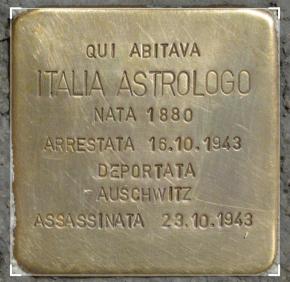 QUI ABITAVA
ITALIA ASTROLOGO
NATA 1880
ARRESTATA 16.10.1943
DEPORTATA
AUSCHWITZ
ASSASSINATA 23.10.1943